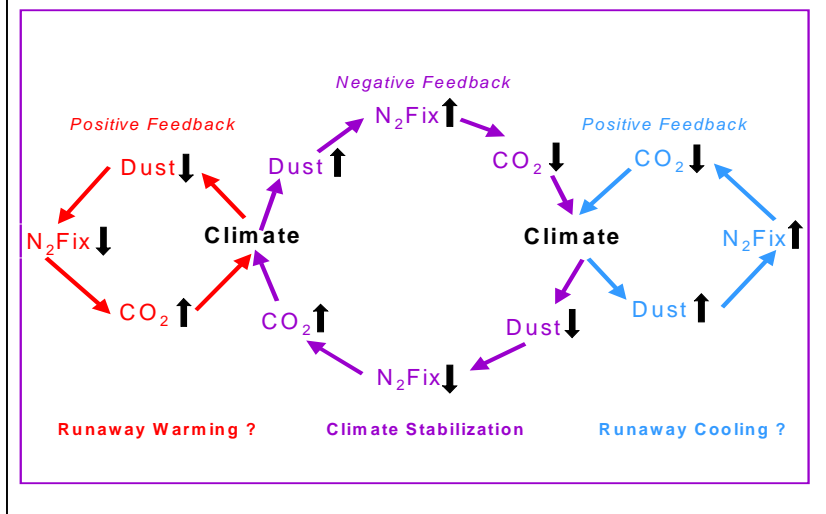 Negative Feedback
N₂Fix
Positive Feedback
Positive Feedback
Dust
Dust
CO₂
CO₂
N₂Fix
Climate
Climate
N₂Fix
CO₂
CO₂
Dust
Dust
N₂Fix
Runaway Warming ?
Climate Stabilization
Runaway Cooling ?